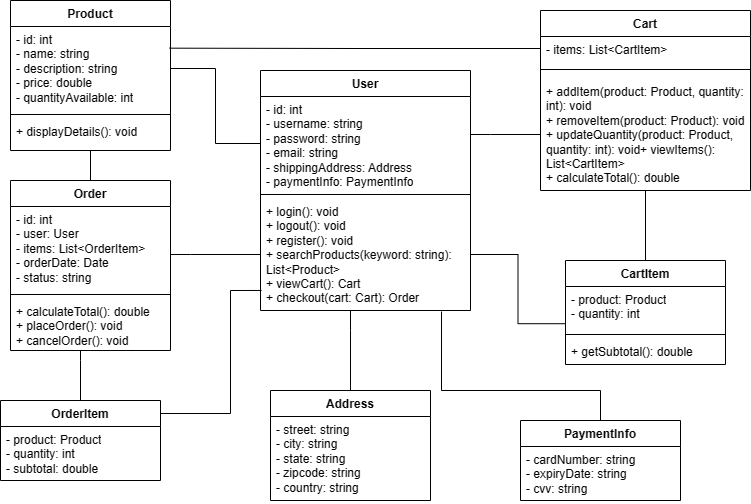 Product
- id: int
- name: string
- description: string
- price: double
- quantityAvailable: int
+ displayDetails(): void
Cart
- items: List<CartItem>
+ addItem(product: Product, quantity:
int): void
+ removeItem(product: Product): void
+ updateQuantity(product: Product,
quantity: int): void+ viewItems():
List<CartItem>
+ calculateTotal(): double
User
- id: int
- username: string
- password: string
- email: string
- shippingAddress: Address
- paymentInfo: PaymentInfo
+ login(): void
+ logout(): void
+ register(): void
+ searchProducts(keyword: string):
List<Product>
+ viewCart(): Cart
+ checkout(cart: Cart): Order
Order
- id: int
- user: User
- items: List<OrderItem>
- orderDate: Date
- status: string
+ calculateTotal(): double
+ placeOrder(): void
+ cancelOrder(): void
CartItem
- product: Product
- quantity: int
+ getSubtotal(): double
OrderItem
- product: Product
- quantity: int
- subtotal: double
Address
- street: string
- city: string
- state: string
- zipcode: string
- country: string
PaymentInfo
- cardNumber: string
- expiryDate: string
- cvv: string